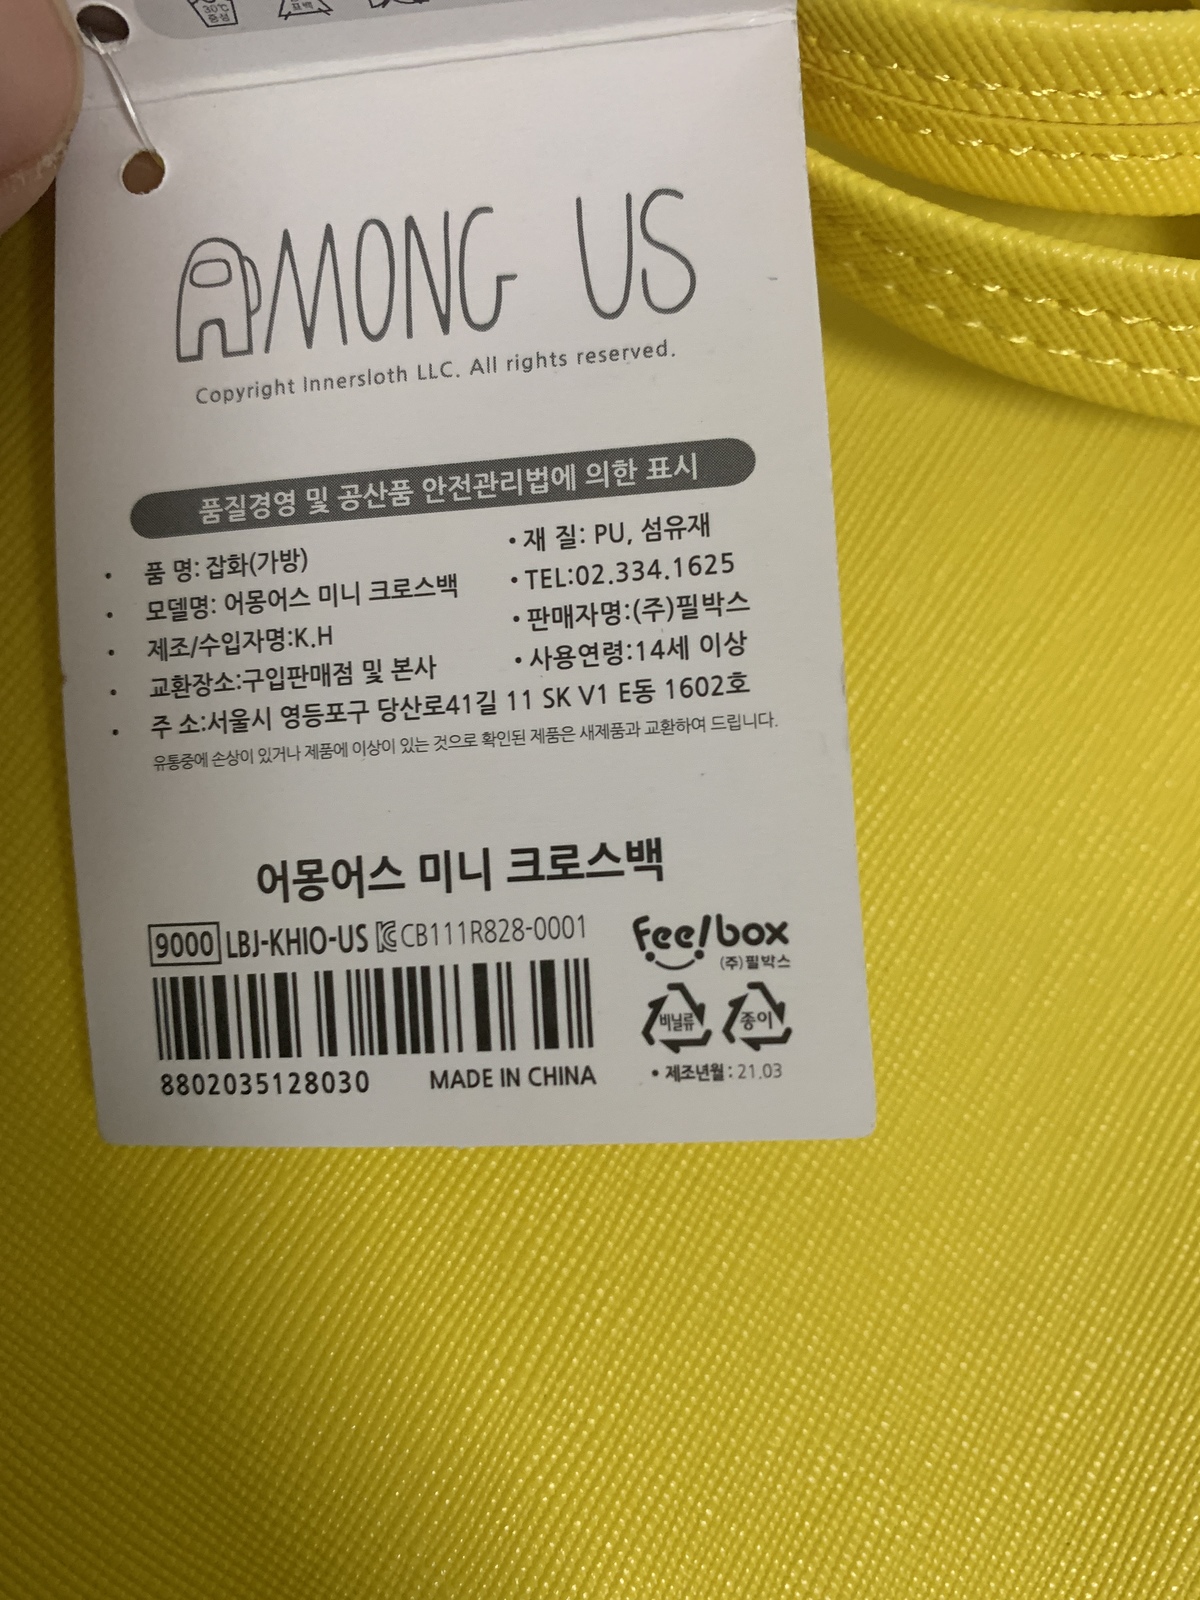 30℃
중성
표백
AMONG US
Copyright Innersloth LLC. All rights reserved.
품질경영 및 공산품 안전관리법에 의한 표시
· 품 명: 잡화(가방)
· 모델명: 어몽어스 미니 크로스백
· 제조/수입자명:K.H
· 교환장소:구입판매점 및 본사
• 재 질: PU, 섬유재
• TEL:02.334.1625
• 판매자명:(주)필박스
• 사용연령:14세 이상
· 주 소:서울시 영등포구 당산로41길 11 SK V1 E동 1602호
유통중에 손상이 있거나 제품에 이상이 있는 것으로 확인된 제품은 새제품과 교환하여 드립니다.
어몽어스 미니 크로스백
9000 LBJ-KHIO-US CB111R828-0001
8802035128030 MADE IN CHINA
Feelbox
(주)필박스
비닐류 종이
• 제조년월 : 21.03